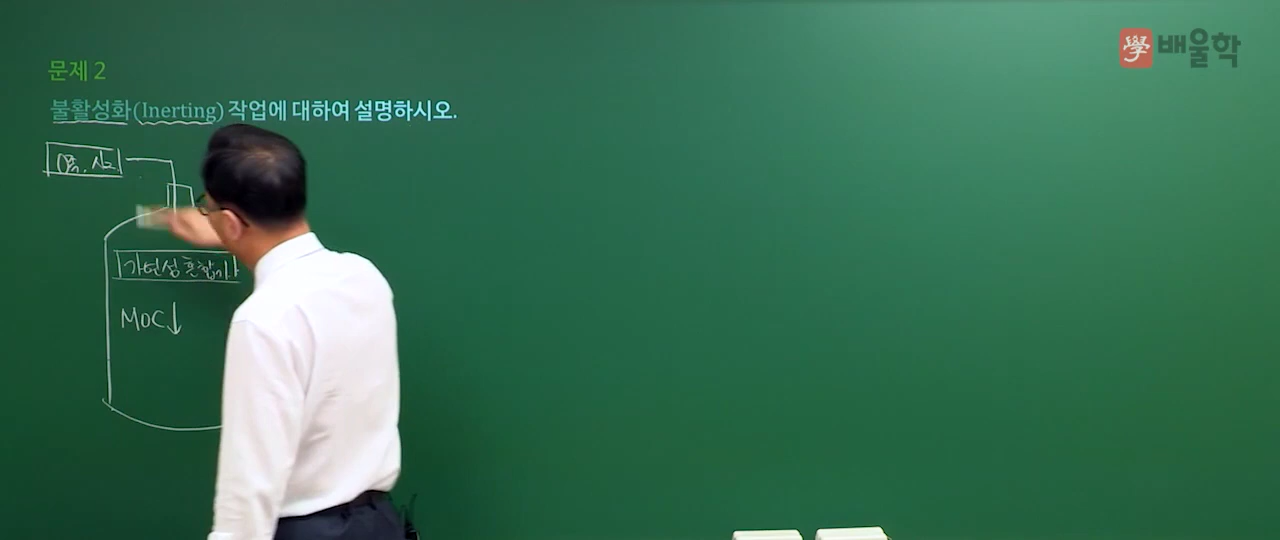 學 배울학
문제 2
불활성화(Inerting) 작업에 대하여 설명하시오.
가연성 혼합기
MOC↓